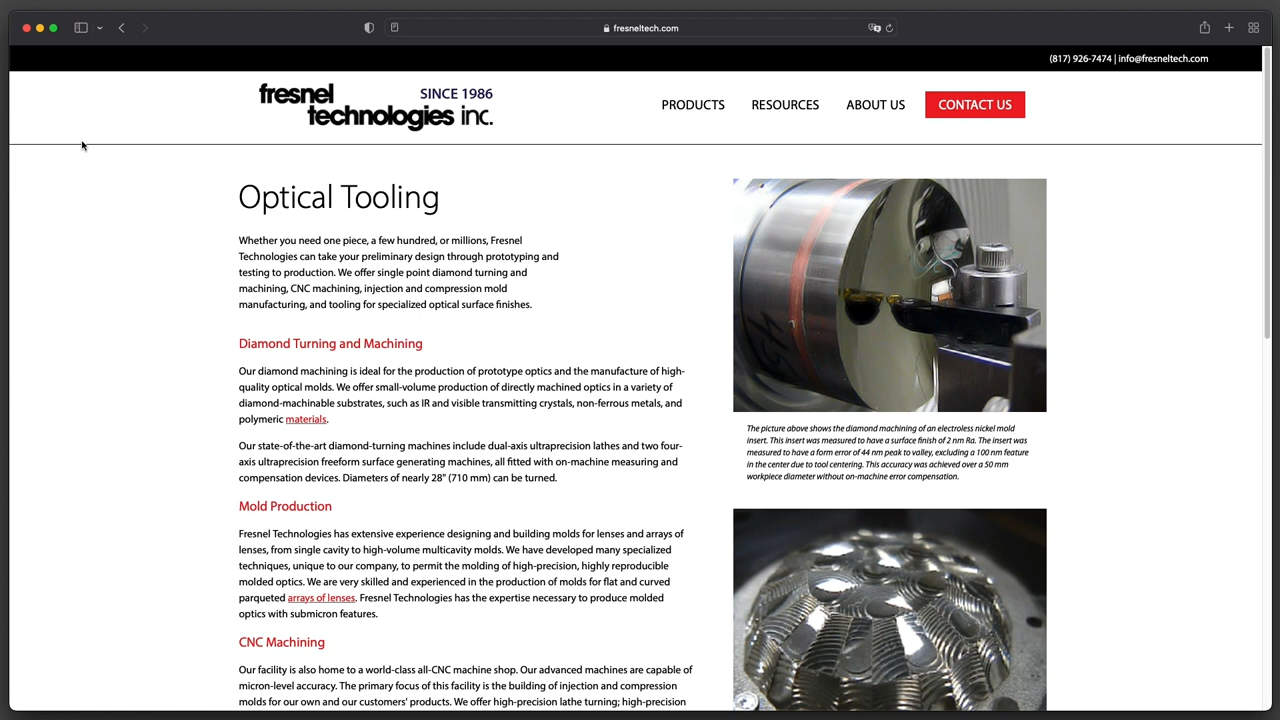 fresneltech.com
(817) 926-7474 | info@fresneltech.com
fresnel SINCE 1986
technologies inc.
PRODUCTS RESOURCES ABOUT US CONTACT US
Optical Tooling
Whether you need one piece, a few hundred, or millions, Fresnel
Technologies can take your preliminary design through prototyping and
testing to production. We offer single point diamond turning and
machining, CNC machining, injection and compression mold
manufacturing, and tooling for specialized optical surface finishes.
Diamond Turning and Machining
Our diamond machining is ideal for the production of prototype optics and the manufacture of high-
quality optical molds. We offer small-volume production of directly machined optics in a variety of
diamond-machinable substrates, such as IR and visible transmitting crystals, non-ferrous metals, and
polymeric materials.
Our state-of-the-art diamond-turning machines include dual-axis ultraprecision lathes and two four-
axis ultraprecision freeform surface generating machines, all fitted with on-machine measuring and
compensation devices. Diameters of nearly 28" (710 mm) can be turned.
Mold Production
Fresnel Technologies has extensive experience designing and building molds for lenses and arrays of
lenses, from single cavity to high-volume multicavity molds. We have developed many specialized
techniques, unique to our company, to permit the molding of high-precision, highly reproducible
molded optics. We are very skilled and experienced in the production of molds for flat and curved
parqueted arrays of lenses. Fresnel Technologies has the expertise necessary to produce molded
optics with submicron features.
CNC Machining
Our facility is also home to a world-class all-CNC machine shop. Our advanced machines are capable of
micron-level accuracy. The primary focus of this facility is the building of injection and compression
molds for our own and our customers' products. We offer high-precision lathe turning; high-precision
The picture above shows the diamond machining of an electroless nickel mold
insert. This insert was measured to have a surface finish of 2 nm Ra. The insert was
measured to have a form error of 44 nm peak to valley, excluding a 100 nm feature
in the center due to tool centering. This accuracy was achieved over a 50 mm
workpiece diameter without on-machine error compensation.